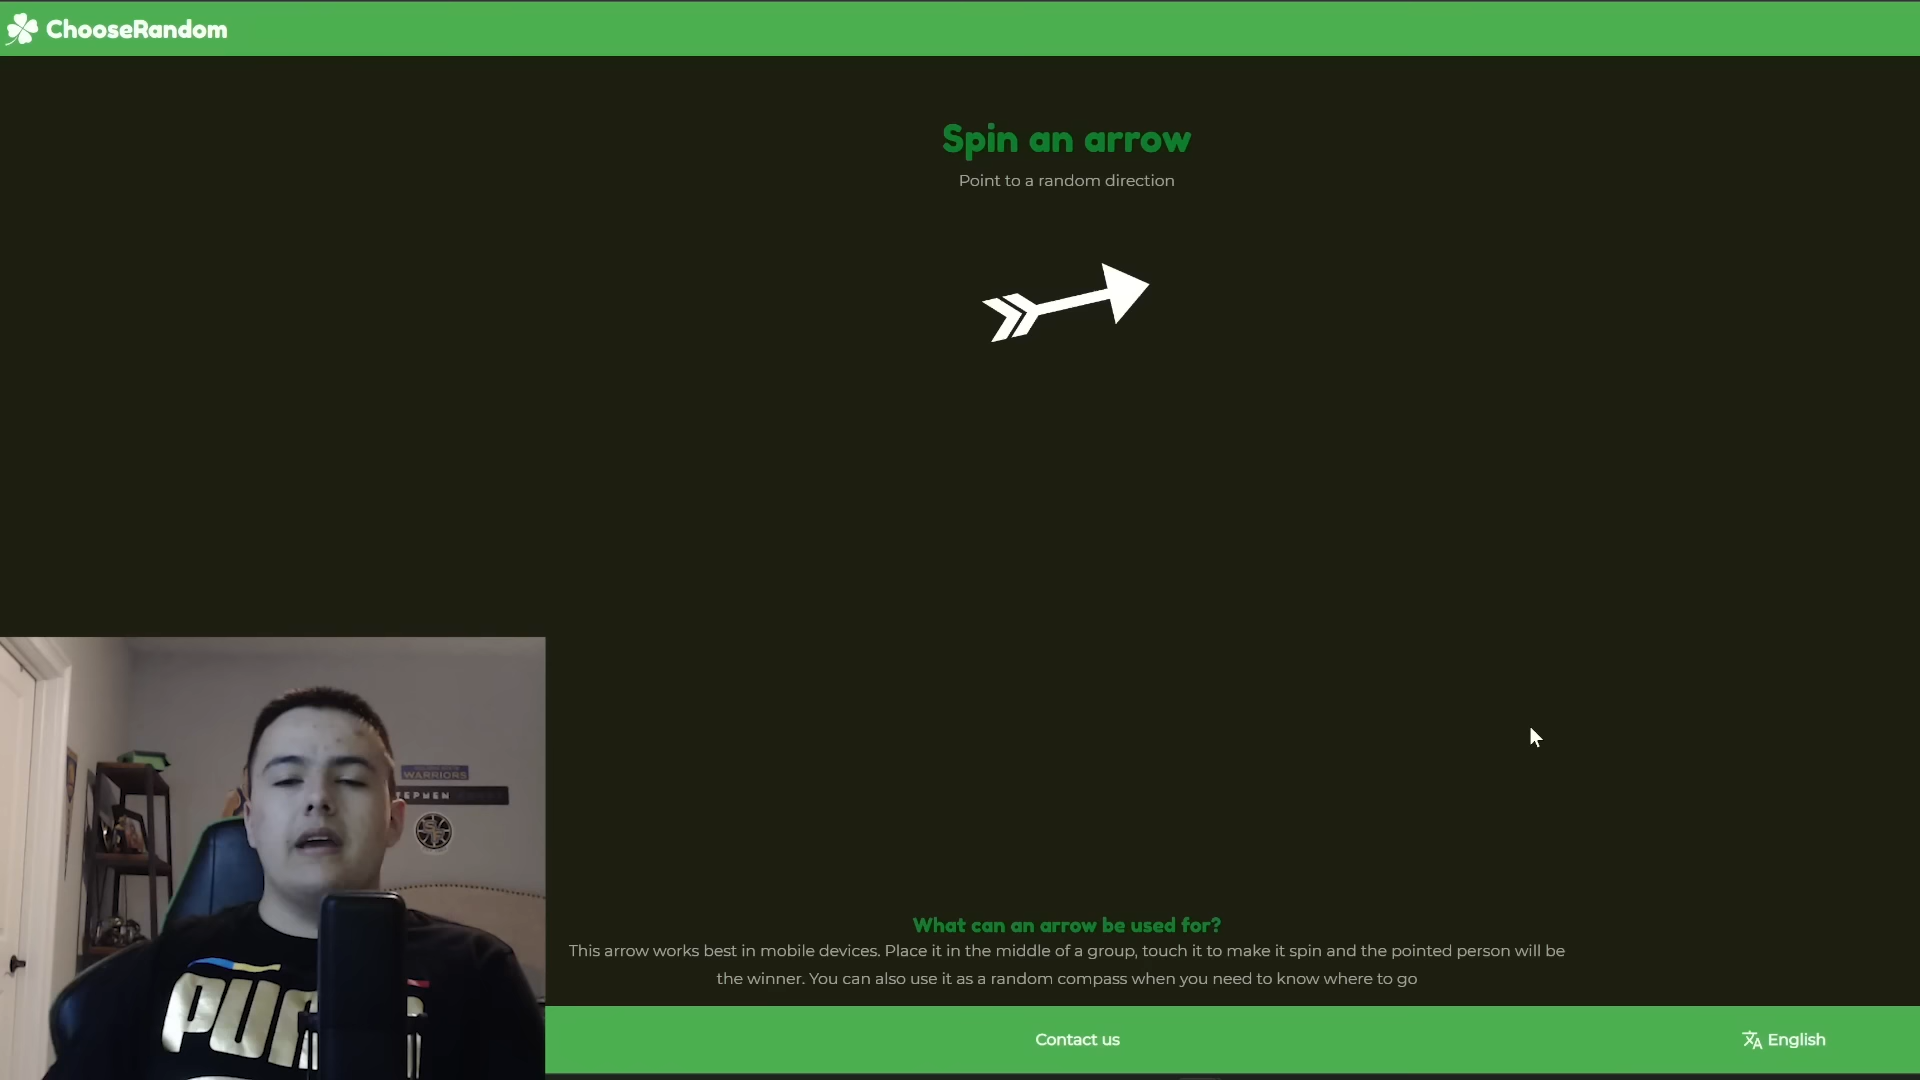 ChooseRandom
Spin an arrow
Point to a random direction
WARRIORS
What can an arrow be used for?
This arrow works best in mobile devices. Place it in the middle of a group, touch it to make it spin and the pointed person will be
the winner. You can also use it as a random compass when you need to know where to go
Contact us
English